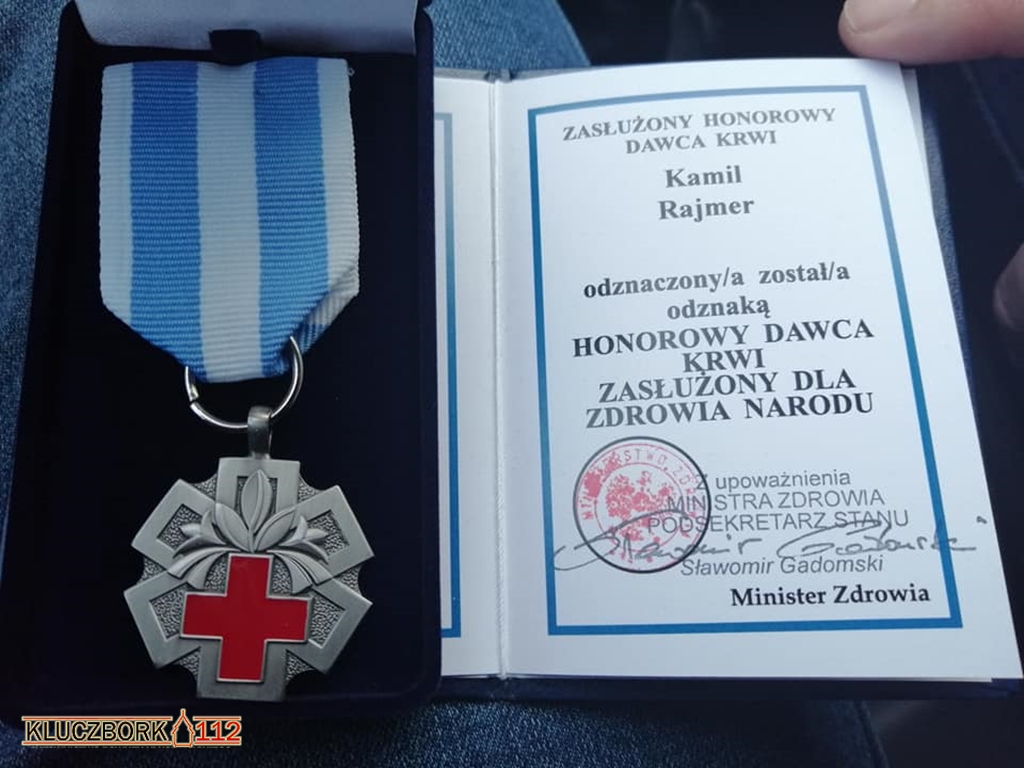 ZASŁUŻONY HONOROWY
DAWCA KRWI
Kamil
Rajmer
odznaczony/a został/a
odznaką
HONOROWY DAWCA
KRWI
ZASŁUŻONY DLA
ZDROWIA NARODU
Z upoważnienia
MINISTRA ZDROWIA
PODSEKRETARZ STANU
Sławomir Gadomski
Minister Zdrowia
KLUCZBORK 112